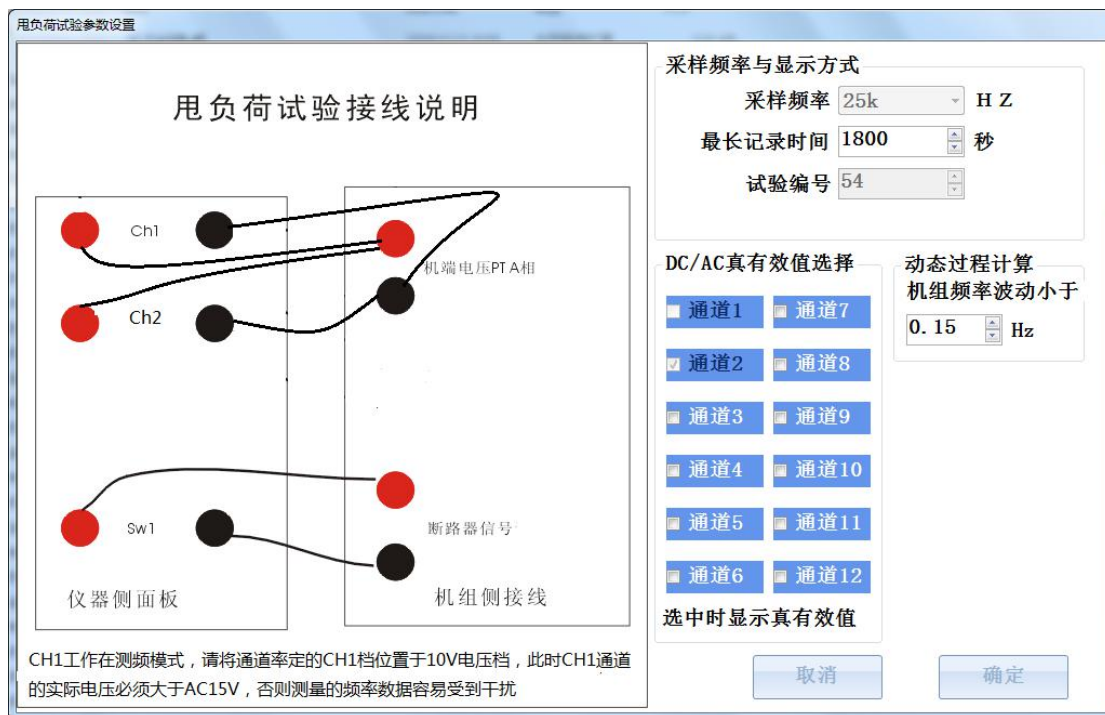 甩负荷试验参数设置
甩负荷试验接线说明
Ch1
机端电压PT A相
Ch2
Sw1
断路器信号
仪器侧面板
机组侧接线
CH1工作在测频模式，请将通道率定的CH1档位置于10V电压档，此时CH1通道
的实际电压必须大于AC15V，否则测量的频率数据容易受到干扰
采样频率与显示方式
采样频率 25k HZ
最长记录时间 1800 秒
试验编号 54
DC/AC真有效值选择
通道1 通道7
通道2 通道8
通道3 通道9
通道4 通道10
通道5 通道11
通道6 通道12
选中时显示真有效值
动态过程计算
机组频率波动小于
0.15 Hz
取消 确定